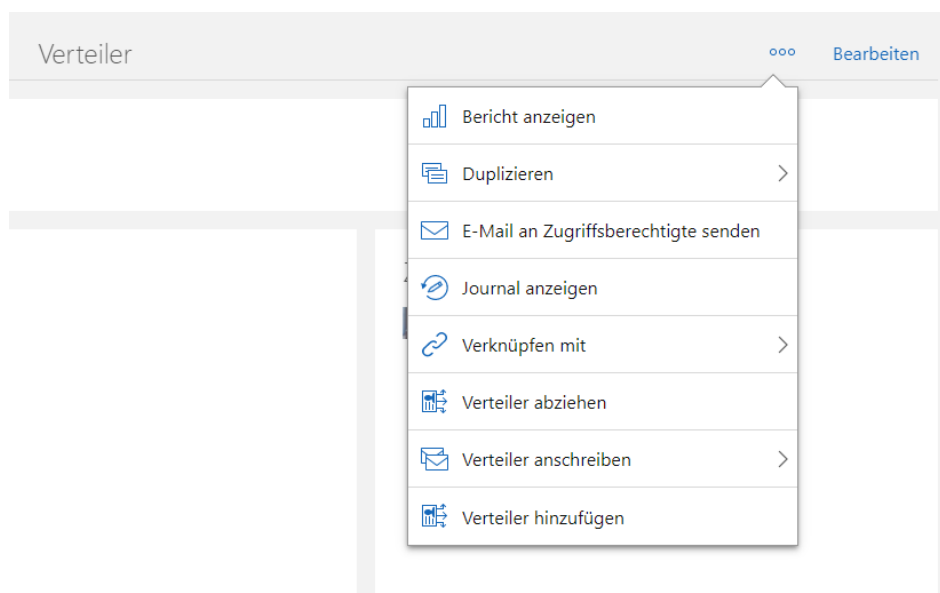 Verteiler
Bearbeiten
Bericht anzeigen
Duplizieren
E-Mail an Zugriffsberechtigte senden
Journal anzeigen
Verknüpfen mit
Verteiler abziehen
Verteiler anschreiben
Verteiler hinzufügen